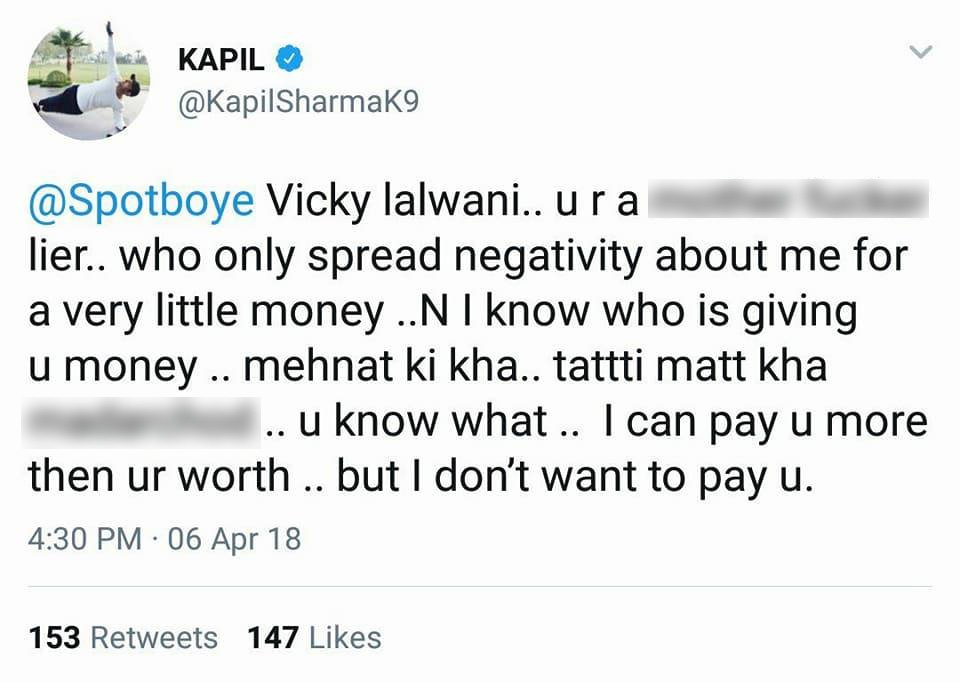 KAPIL
@KapilSharmaK9
@Spotboye Vicky lalwani.. u r a
lier.. who only spread negativity about me for
a very little money ..N I know who is giving
u money .. mehnat ki kha.. tattti matt kha
.. u know what .. I can pay u more
then ur worth .. but I don't want to pay u.
4:30 PM · 06 Apr 18
153 Retweets 147 Likes